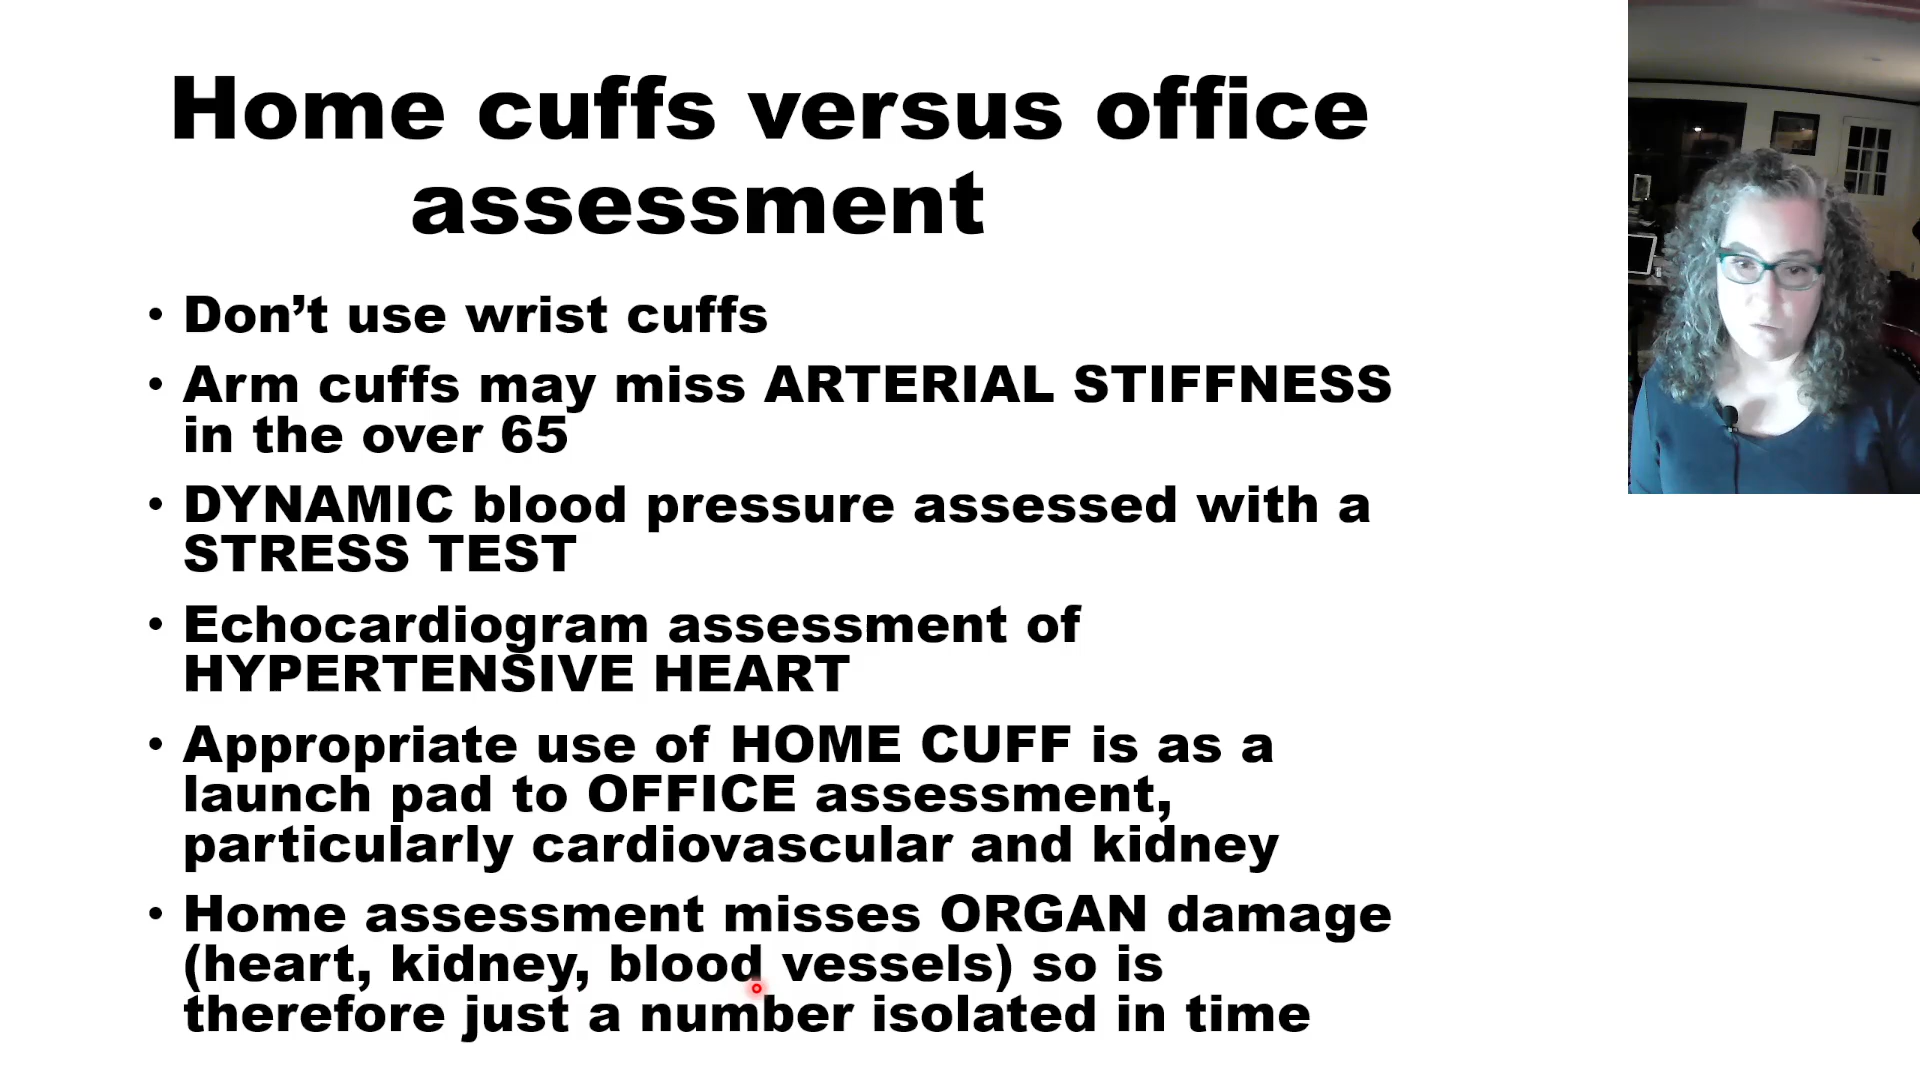 Home cuffs versus office
assessment
• Don’t use wrist cuffs
• Arm cuffs may miss ARTERIAL STIFFNESS
in the over 65
• DYNAMIC blood pressure assessed with a
STRESS TEST
• Echocardiogram assessment of
HYPERTENSIVE HEART
• Appropriate use of HOME CUFF is as a
launch pad to OFFICE assessment,
particularly cardiovascular and kidney
• Home assessment misses ORGAN damage
(heart, kidney, blood vessels) so is
therefore just a number isolated in time